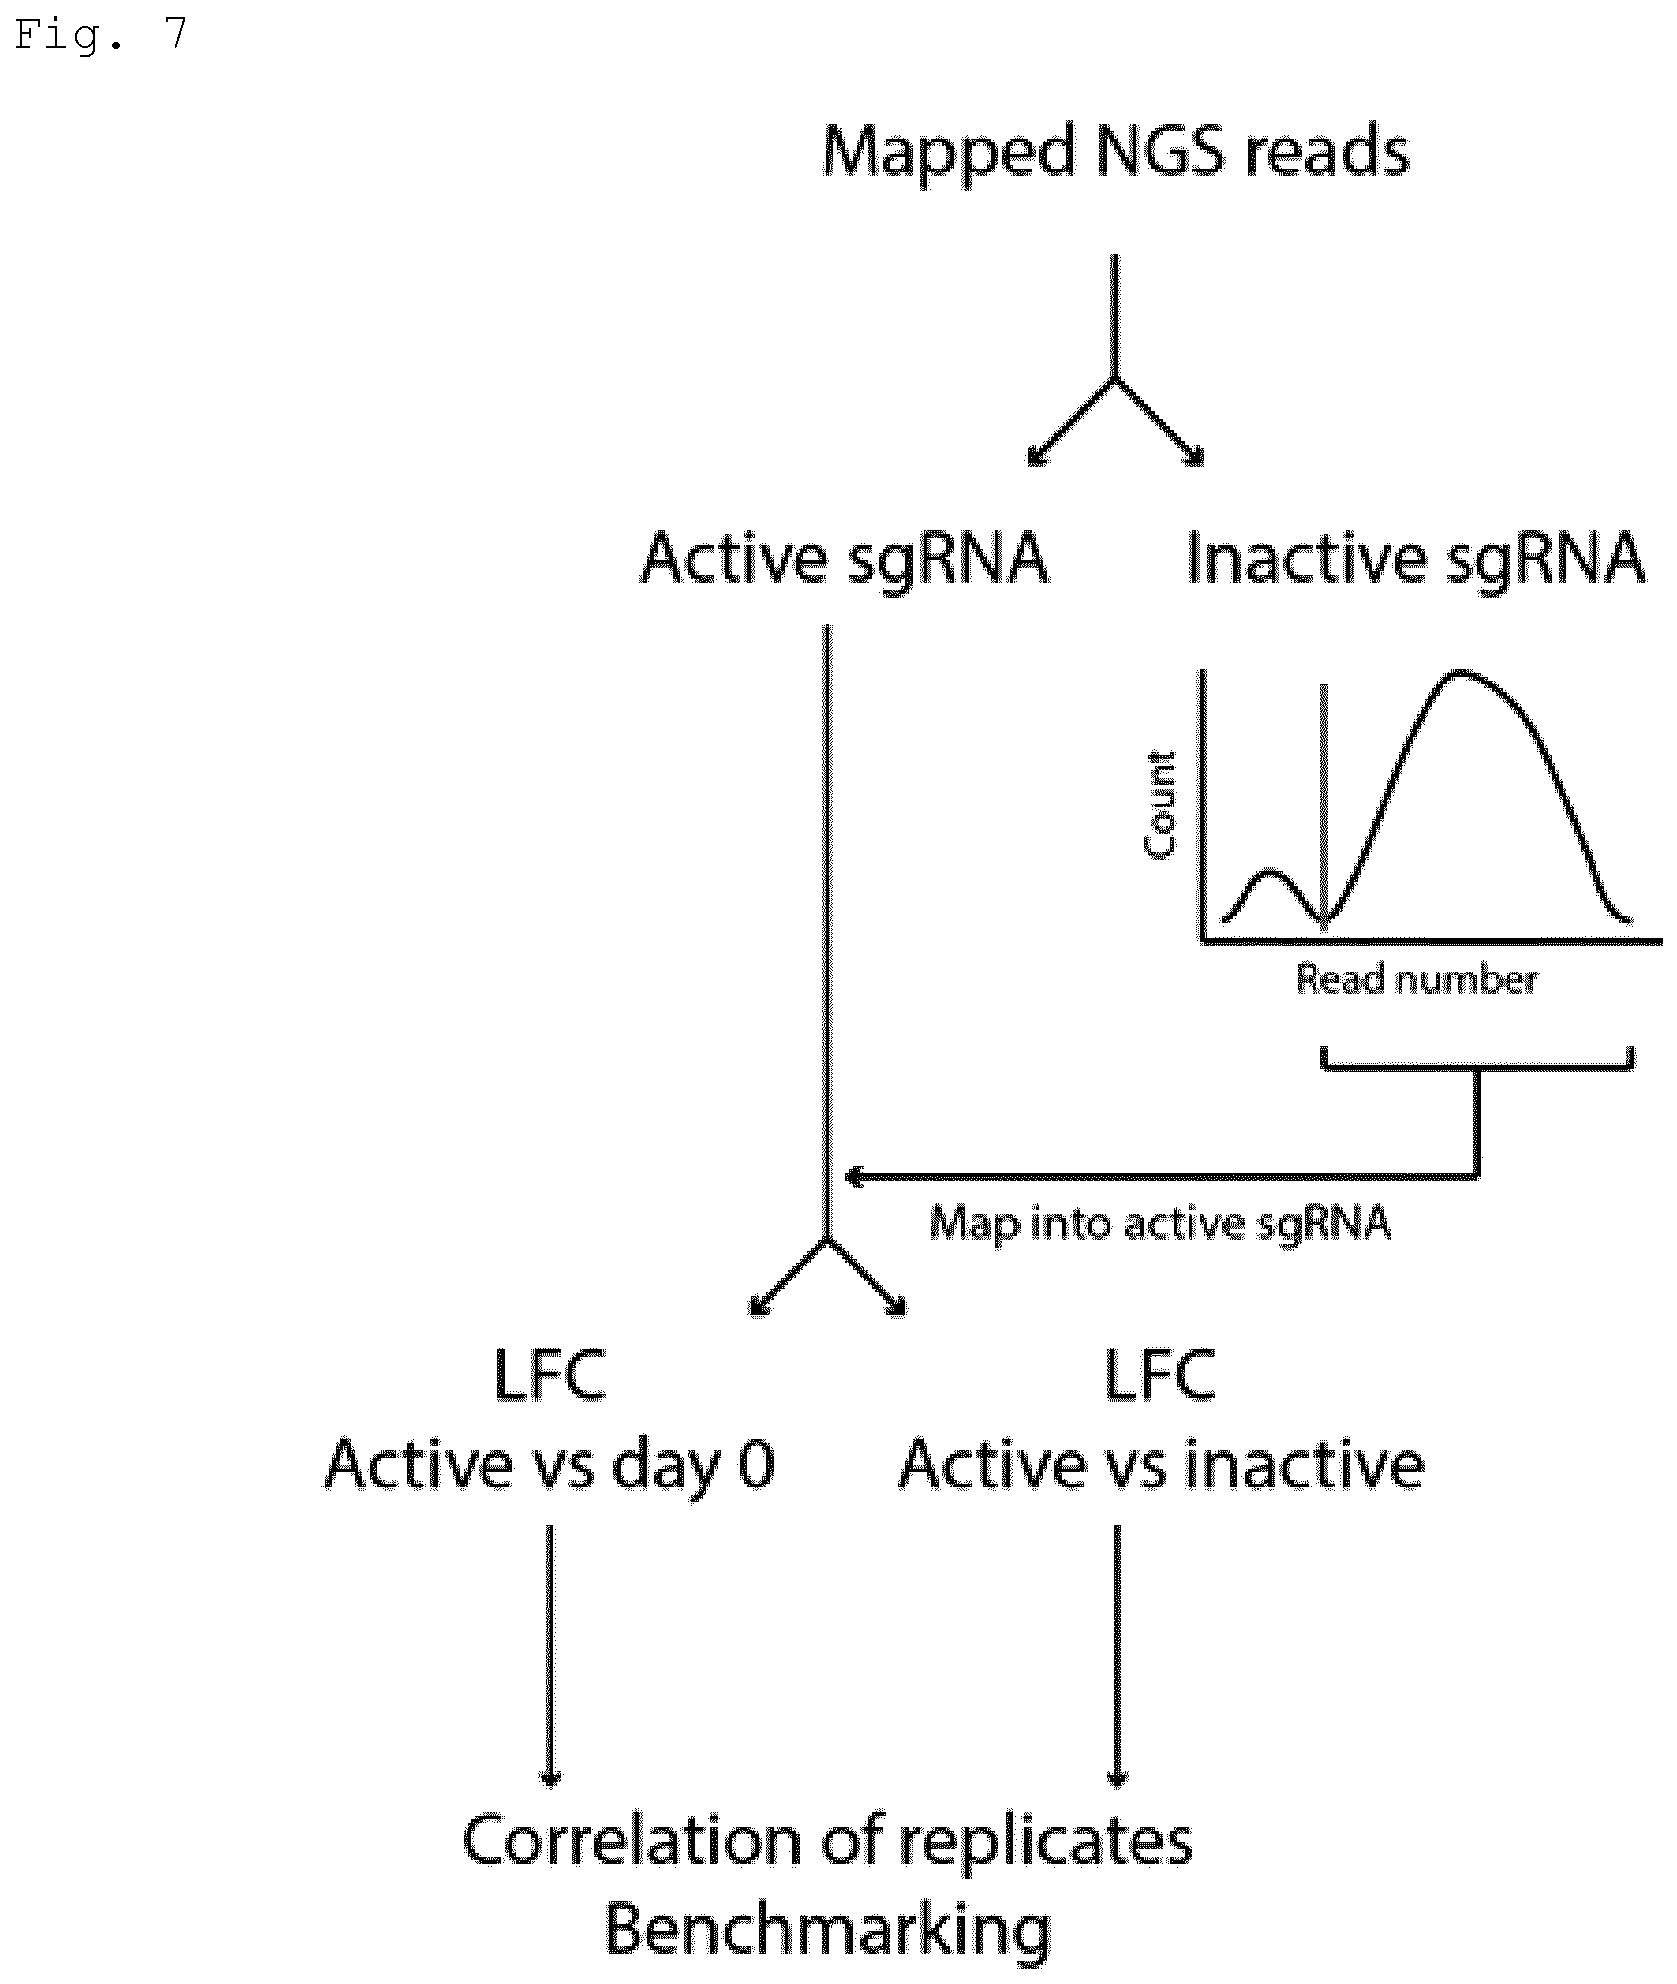 Fig. 7
Mapped NGS reads
Active sgRNA
Inactive sgRNA
Count
Read number
Map into active sgRNA
LFC
Active vs day 0
LFC
Active vs inactive
Correlation of replicates
Benchmarking